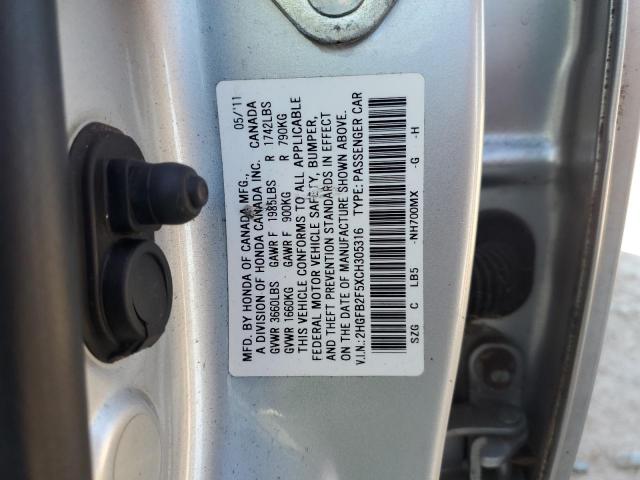 MFD. BY HONDA OF CANADA MFG., 05/'11
A DIVISION OF HONDA CANADA INC. CANADA
GVWR 3660LBS GAWR F 1985LBS R 1742LBS
GVWR 1660KG GAWR F 900KG R 790KG
THIS VEHICLE CONFORMS TO ALL APPLICABLE
FEDERAL MOTOR VEHICLE SAFETY, BUMPER,
AND THEFT PREVENTION STANDARDS IN EFFECT
ON THE DATE OF MANUFACTURE SHOWN ABOVE.
V.I.N.: 2HGFB2F5XCH305316 TYPE: PASSENGER CAR
SZG C LB5 -NH700MX -G -H